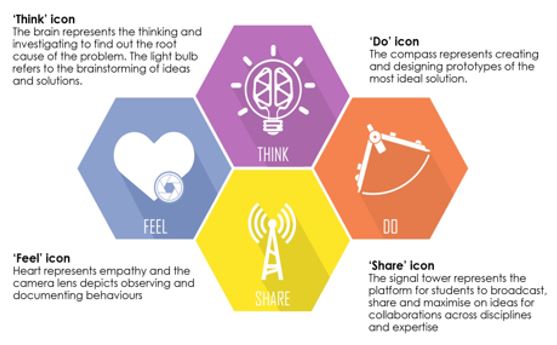 'Think' icon
The brain represents the thinking and
investigating to find out the root
cause of the problem. The light bulb
refers to the brainstorming of ideas
and solutions.
'Do' icon
The compass represents creating
and designing prototypes of the
most ideal solution.
THINK
FEEL
DO
SHARE
'Feel' icon
Heart represents empathy and the
camera lens depicts observing and
documenting behaviours
'Share' icon
The signal tower represents the
platform for students to broadcast,
share and maximise on ideas for
collaborations across disciplines
and expertise